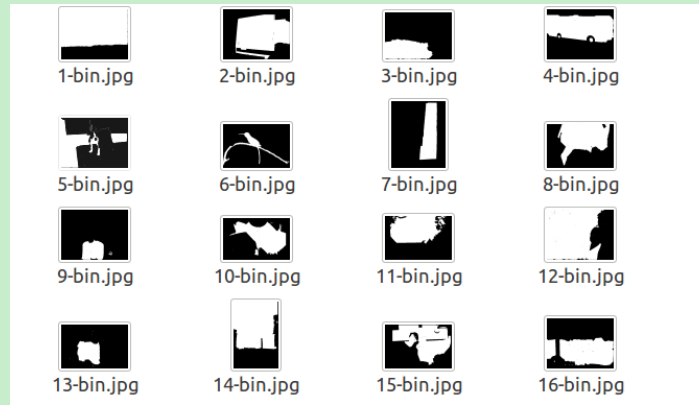 1-bin.jpg 2-bin.jpg 3-bin.jpg 4-bin.jpg
5-bin.jpg 6-bin.jpg 7-bin.jpg 8-bin.jpg
9-bin.jpg 10-bin.jpg 11-bin.jpg 12-bin.jpg
13-bin.jpg 14-bin.jpg 15-bin.jpg 16-bin.jpg